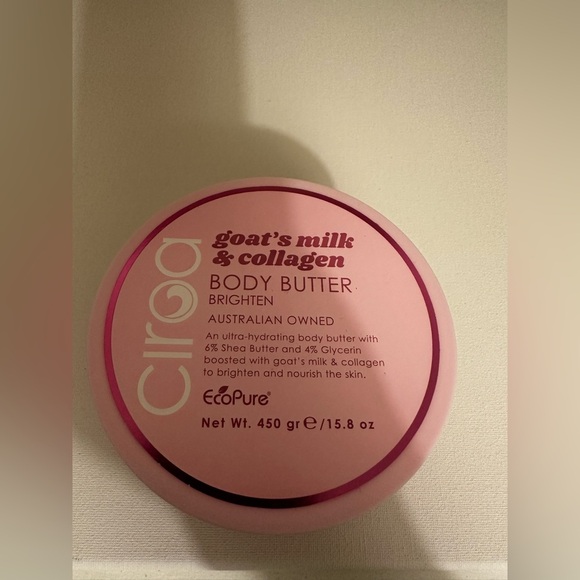 Ciroa
goat's milk
& collagen
BODY BUTTER
BRIGHTEN
AUSTRALIAN OWNED
An ultra-hydrating body butter with
6% Shea Butter and 4% Glycerin
boosted with goat's milk & collagen
to brighten and nourish the skin.
EcoPure®
Net Wt. 450 gr ℮/15.8 oz